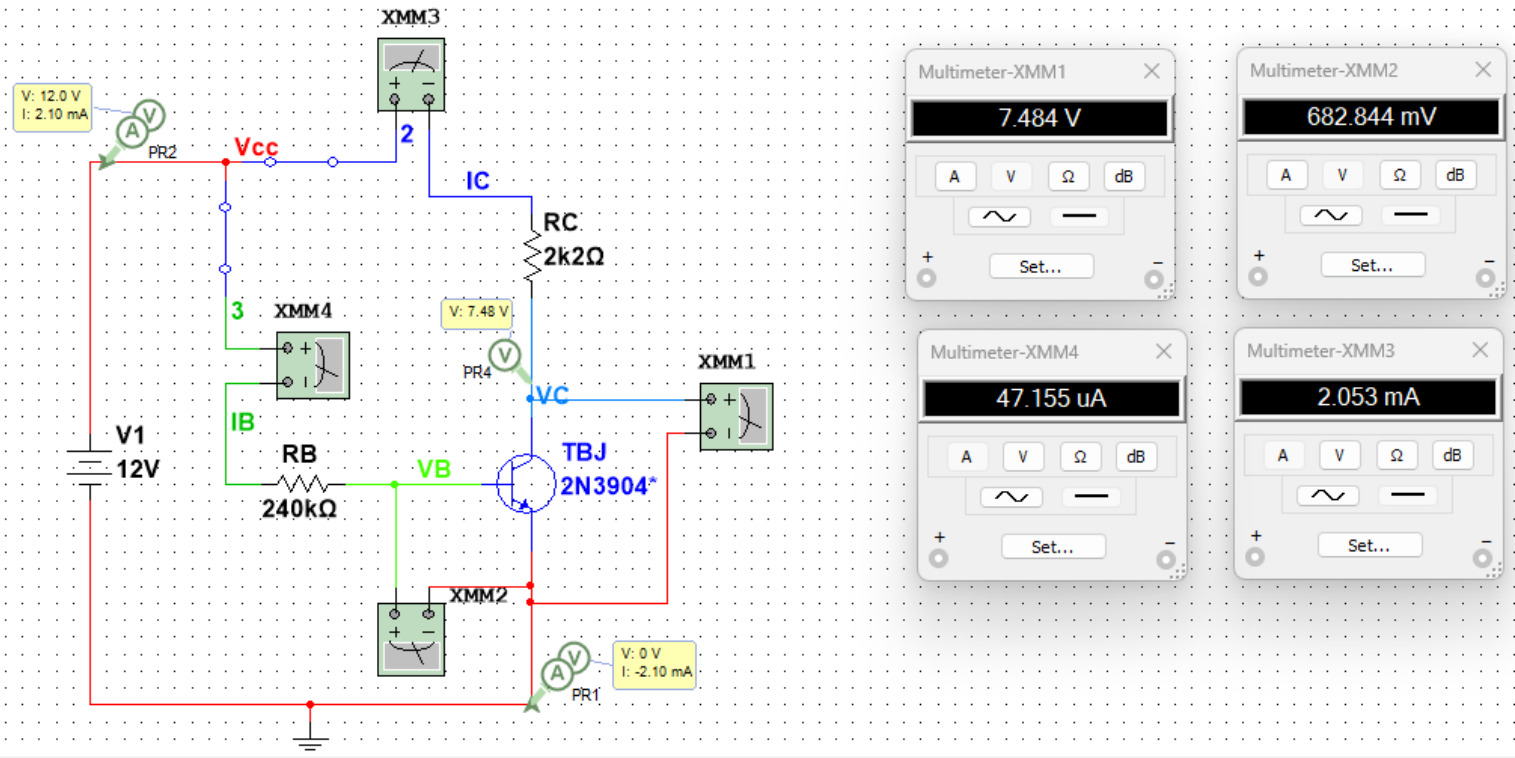 XMM3
V: 12.0 V
I: 2.10 mA
PR2
Vcc
2
IC
RC
2k2Ω
3
XMM4
V: 7.48 V
PR4
VC
XMM1
IB
V1
12V
RB
240kΩ
VB
TBJ
2N3904*
XMM2
V: 0 V
I: -2.10 mA
PR1
Multimeter-XMM1
7.484 V
A V Ω dB
+ −
Set...
Multimeter-XMM2
682.844 mV
A V Ω dB
+ −
Set...
Multimeter-XMM4
47.155 uA
A V Ω dB
+ −
Set...
Multimeter-XMM3
2.053 mA
A V Ω dB
+ −
Set...